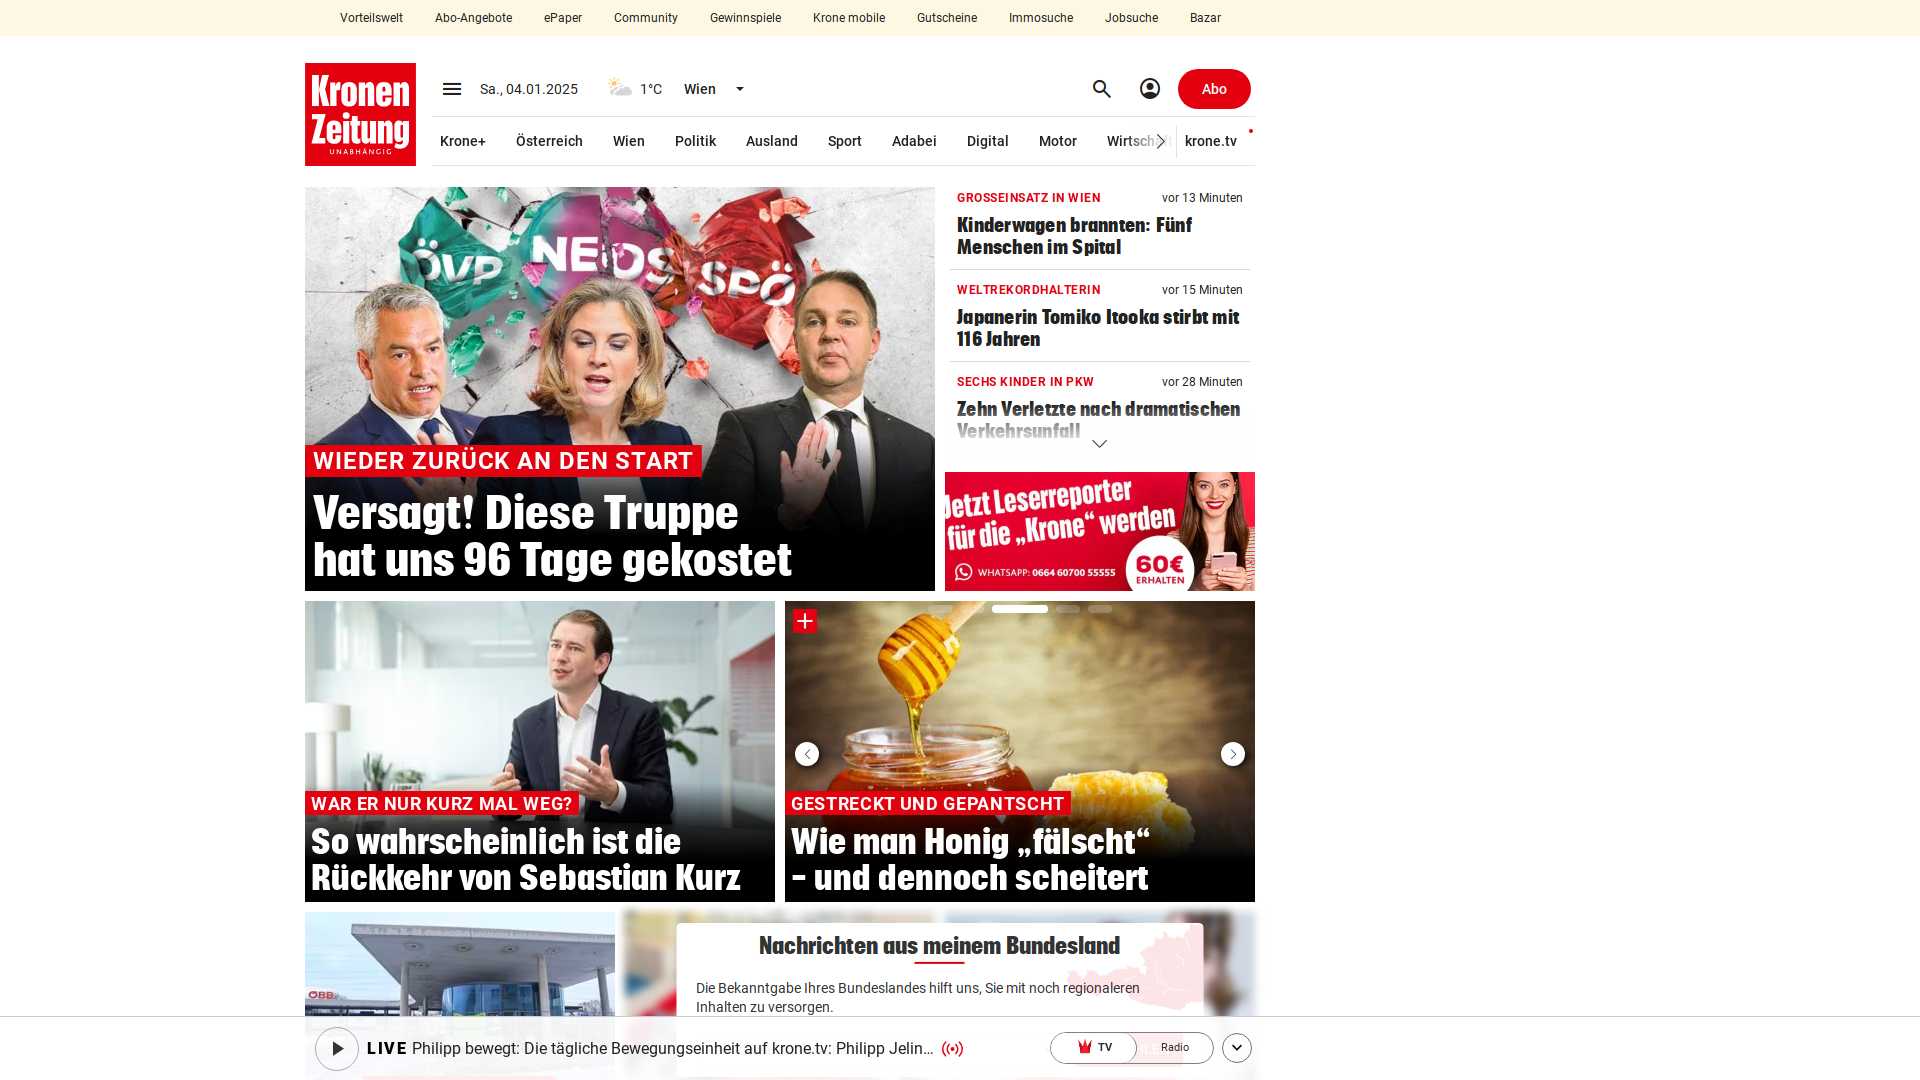 Vorteilswelt Abo-Angebote ePaper Community Gewinnspiele Krone mobile Gutscheine Immosuche Jobsuche Bazar
Kronen
Zeitung
UNABHÄNGIG
Sa., 04.01.2025 1°C Wien
Abo
Krone+ Österreich Wien Politik Ausland Sport Adabei Digital Motor Wirtschaft krone.tv
ÖVP NEOS SPÖ
WIEDER ZURÜCK AN DEN START
Versagt! Diese Truppe
hat uns 96 Tage gekostet
GROSSEINSATZ IN WIEN vor 13 Minuten
Kinderwagen brannten: Fünf
Menschen im Spital
WELTREKORDHALTERIN vor 15 Minuten
Japanerin Tomiko Itooka stirbt mit
116 Jahren
SECHS KINDER IN PKW vor 28 Minuten
Zehn Verletzte nach dramatischen
Verkehrsunfall
Jetzt Leserreporter
für die „Krone“ werden
WHATSAPP: 0664 60700 55555
60€
ERHALTEN
WAR ER NUR KURZ MAL WEG?
So wahrscheinlich ist die
Rückkehr von Sebastian Kurz
GESTRECKT UND GEPANTSCHT
Wie man Honig „fälscht“
– und dennoch scheitert
ÖBB
Nachrichten aus meinem Bundesland
Die Bekanntgabe Ihres Bundeslandes hilft uns, Sie mit noch regionaleren
Inhalten zu versorgen.
LIVE Philipp bewegt: Die tägliche Bewegungseinheit auf krone.tv: Philipp Jelin...
TV Radio